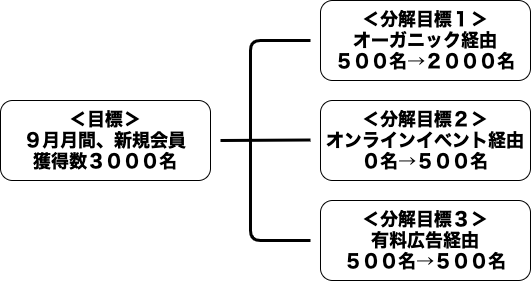 ＜目標＞
９月月間、新規会員
獲得数３０００名
＜分解目標１＞
オーガニック経由
５００名→２０００名
＜分解目標２＞
オンラインイベント経由
０名→５００名
＜分解目標３＞
有料広告経由
５００名→５００名